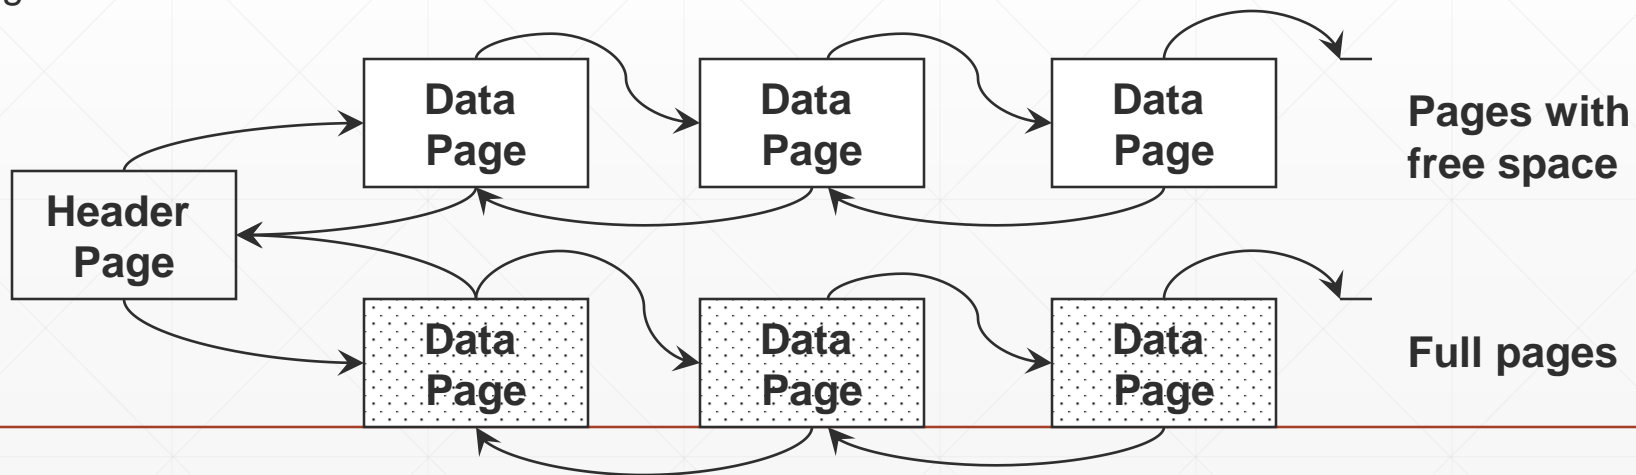 Data
Page
Data
Page
Data
Page
Pages with
free space
Header
Page
Data
Page
Data
Page
Data
Page
Full pages